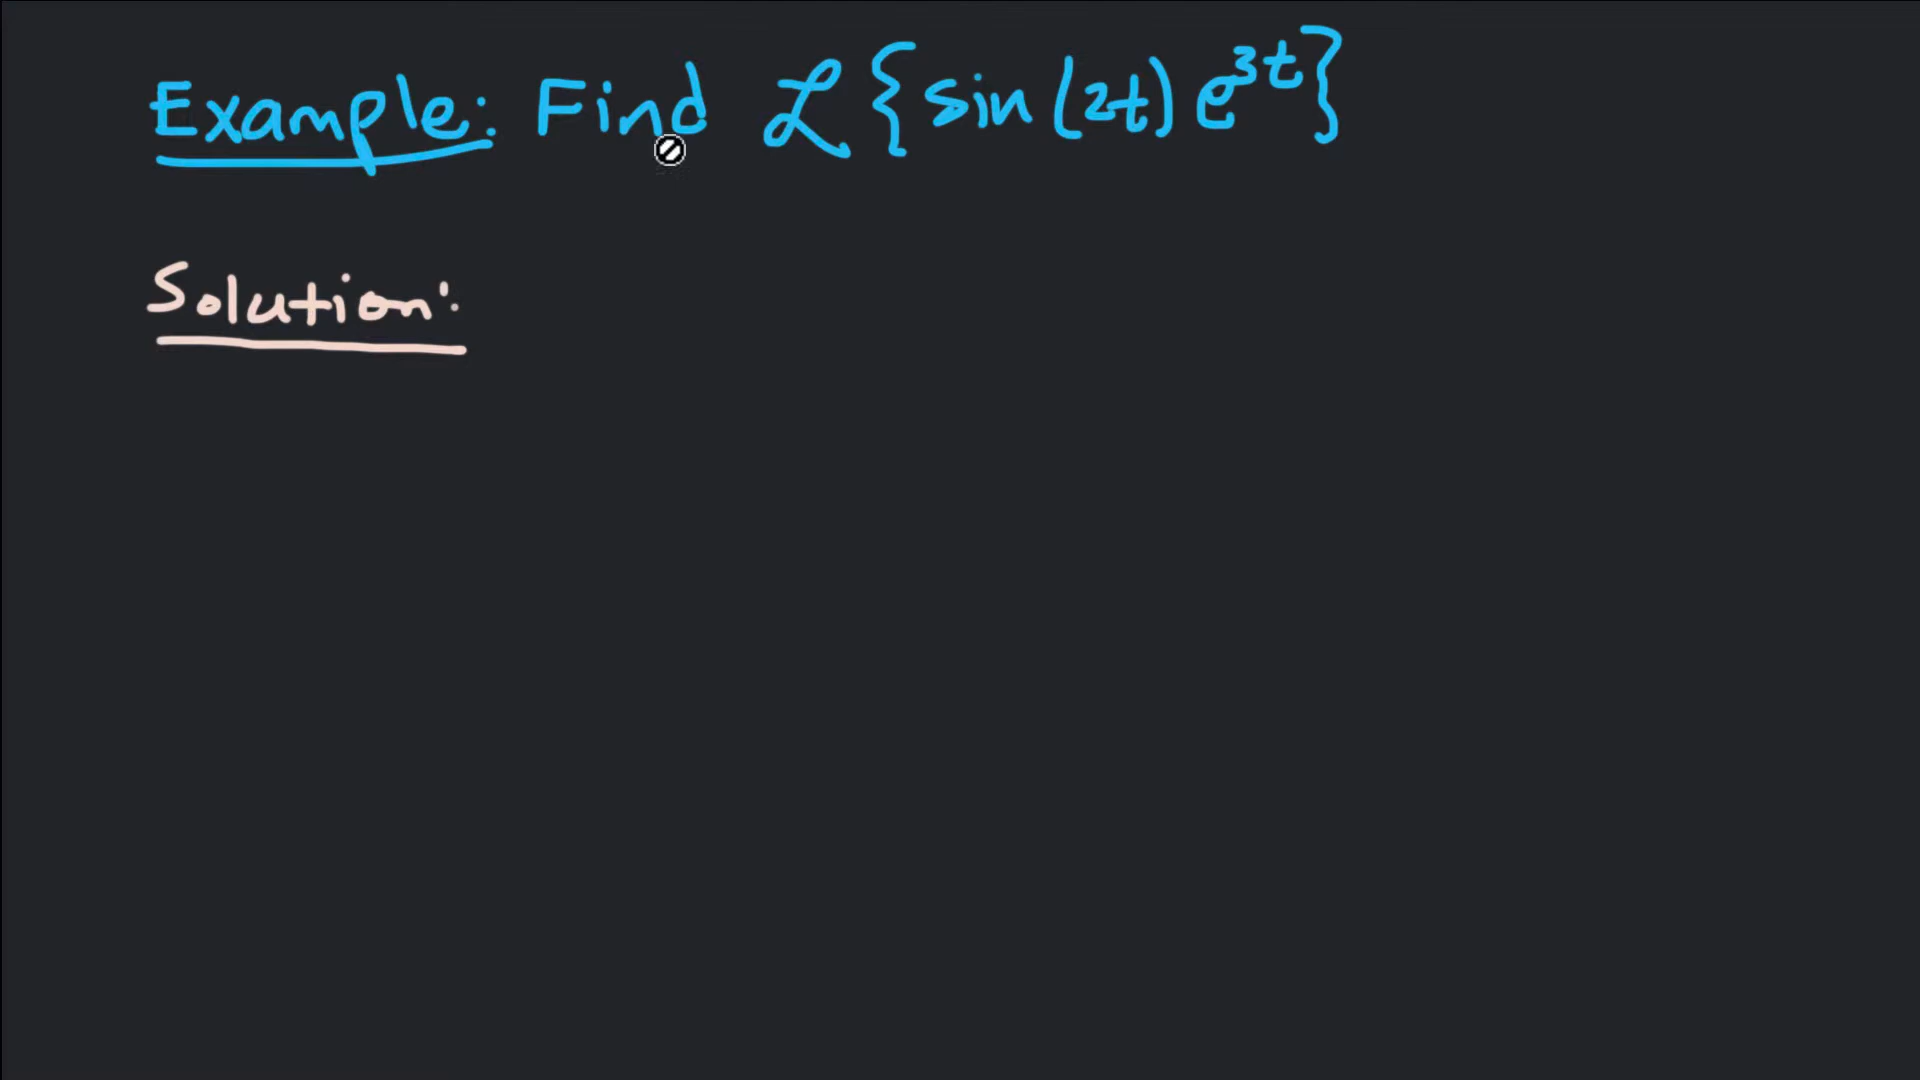 Example: Find ℒ{sin(2t) e^{3t}}
Solution: